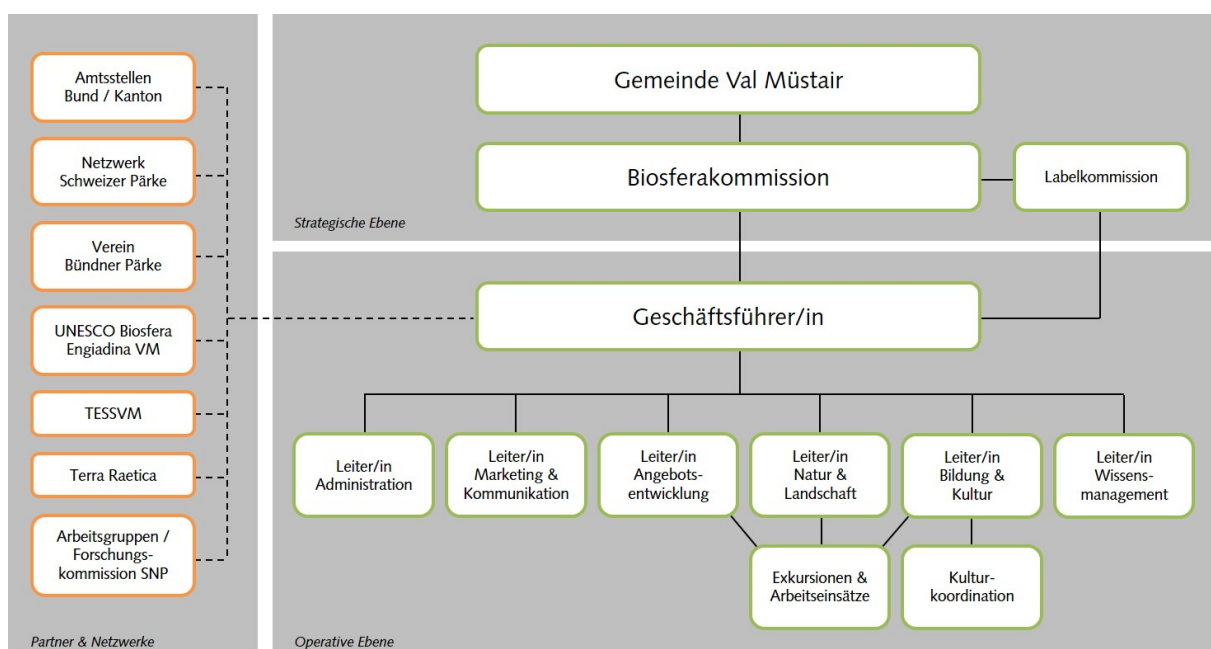 Amtsstellen
Bund / Kanton
Netzwerk
Schweizer Pärke
Verein
Bündner Pärke
UNESCO Biosfera
Engiadina VM
TESSVM
Terra Raetica
Arbeitsgruppen /
Forschungs-
kommission SNP
Partner & Netzwerke
Gemeinde Val Müstair
Biosferakommission
Labelkommission
Strategische Ebene
Geschäftsführer/in
Leiter/in
Administration
Leiter/in
Marketing &
Kommunikation
Leiter/in
Angebots-
entwicklung
Leiter/in
Natur &
Landschaft
Leiter/in
Bildung &
Kultur
Leiter/in
Wissens-
management
Exkursionen &
Arbeitseinsätze
Kultur-
koordination
Operative Ebene